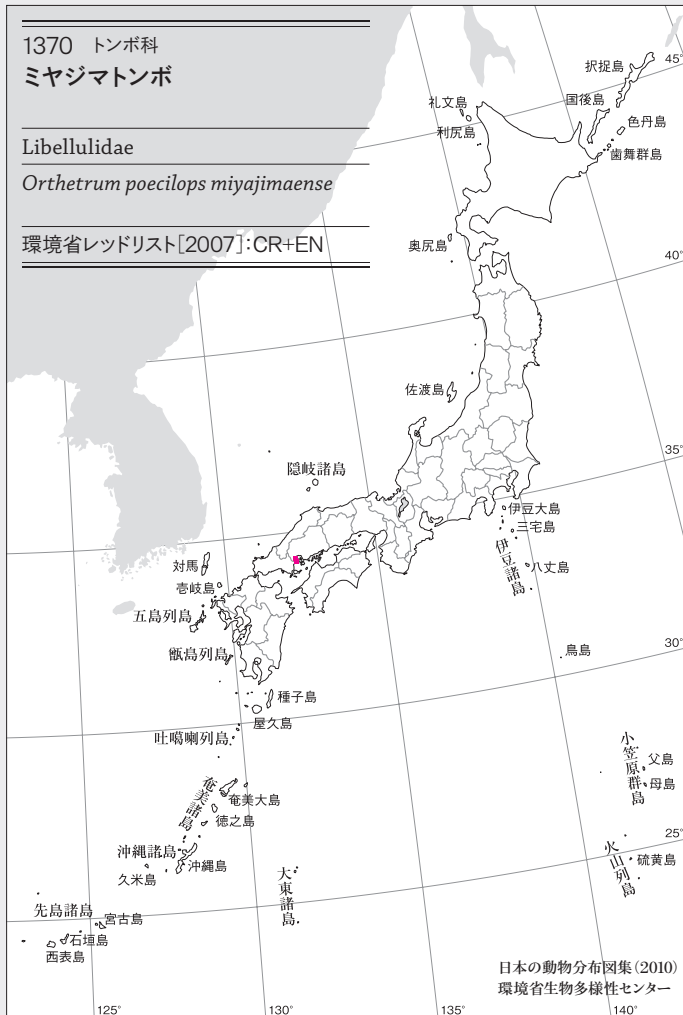 1370 トンボ科
ミヤジマトンボ
Libellulidae
Orthetrum poecilops miyajimaense
環境省レッドリスト[2007]:CR+EN
択捉島
45°
国後島
礼文島
色丹島
利尻島
歯舞群島
奥尻島
40°
佐渡島
35°
隠岐諸島
伊豆大島
三宅島
伊豆諸島
八丈島
対馬
壱岐島
五島列島
甑島列島
鳥島
30°
種子島
屋久島
吐噶喇列島
小笠原群島
父島
母島
奄美諸島
奄美大島
徳之島
25°
沖縄諸島
沖縄島
久米島
火山列島
硫黄島
大東諸島
先島諸島
宮古島
石垣島
西表島
日本の動物分布図集(2010)
環境省生物多様性センター
125°
130°
135°
140°